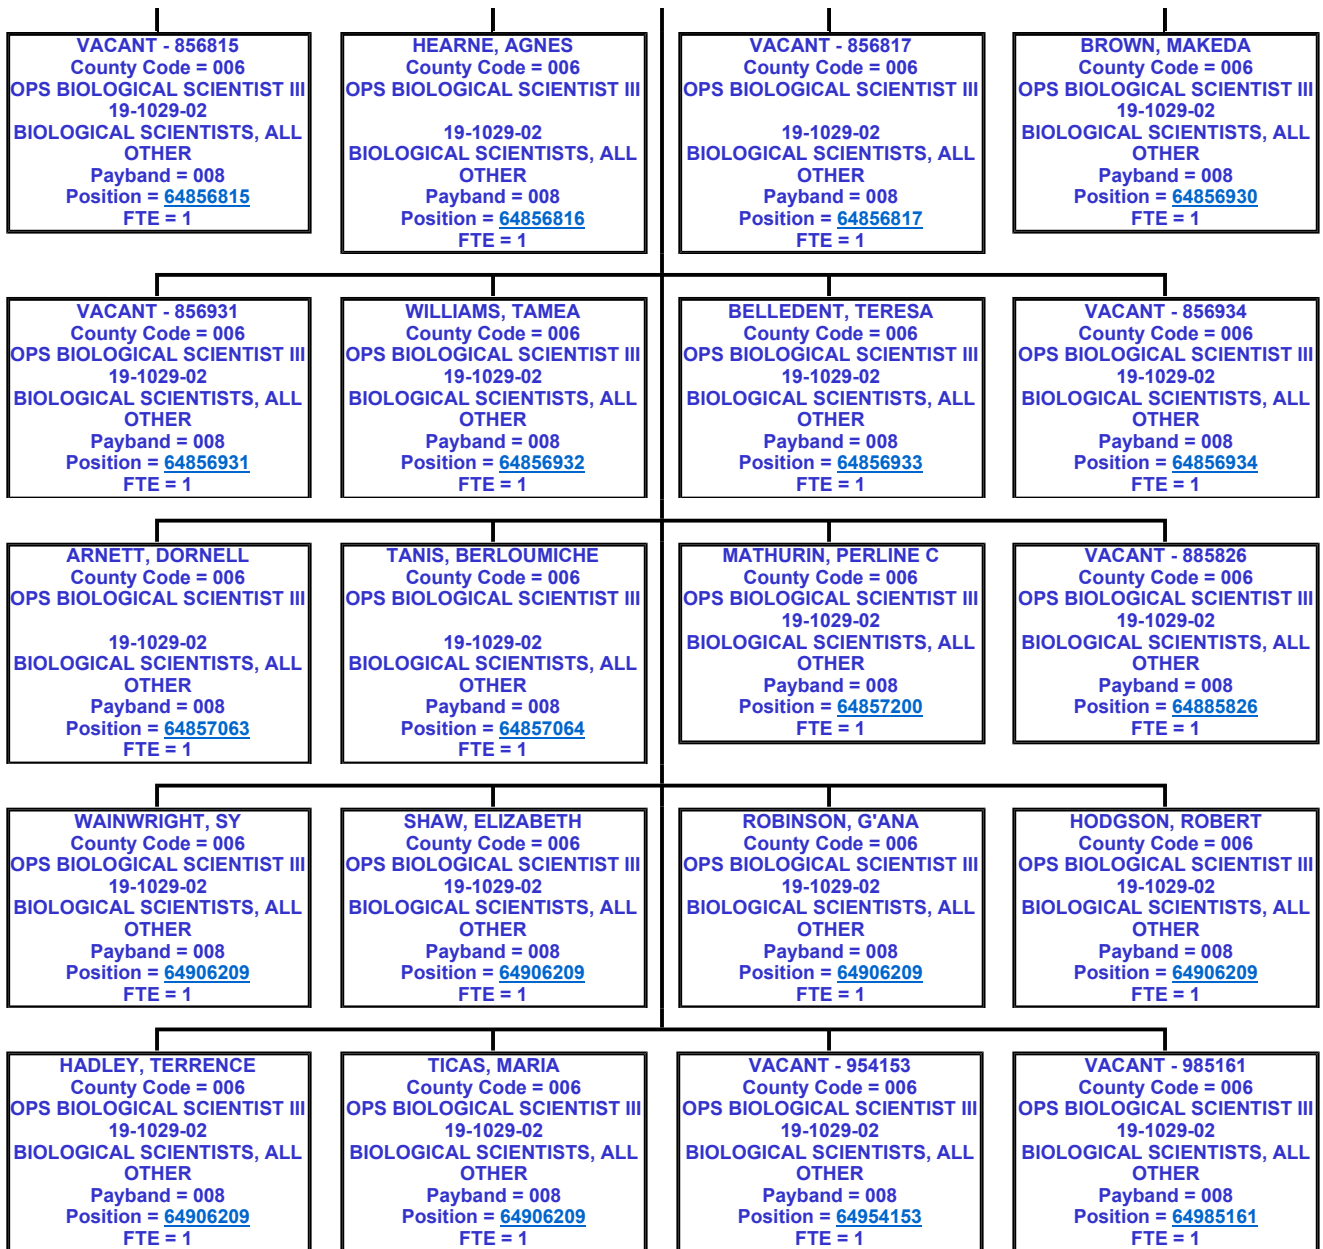 VACANT - 856815
County Code = 006
OPS BIOLOGICAL SCIENTIST III
19-1029-02
BIOLOGICAL SCIENTISTS, ALL
OTHER
Payband = 008
Position = 64856815
FTE = 1
HEARNE, AGNES
County Code = 006
OPS BIOLOGICAL SCIENTIST III
19-1029-02
BIOLOGICAL SCIENTISTS, ALL
OTHER
Payband = 008
Position = 64856816
FTE = 1
VACANT - 856817
County Code = 006
OPS BIOLOGICAL SCIENTIST III
19-1029-02
BIOLOGICAL SCIENTISTS, ALL
OTHER
Payband = 008
Position = 64856817
FTE = 1
BROWN, MAKEDA
County Code = 006
OPS BIOLOGICAL SCIENTIST III
19-1029-02
BIOLOGICAL SCIENTISTS, ALL
OTHER
Payband = 008
Position = 64856930
FTE = 1
VACANT - 856931
County Code = 006
OPS BIOLOGICAL SCIENTIST III
19-1029-02
BIOLOGICAL SCIENTISTS, ALL
OTHER
Payband = 008
Position = 64856931
FTE = 1
WILLIAMS, TAMEA
County Code = 006
OPS BIOLOGICAL SCIENTIST III
19-1029-02
BIOLOGICAL SCIENTISTS, ALL
OTHER
Payband = 008
Position = 64856932
FTE = 1
BELLEDENT, TERESA
County Code = 006
OPS BIOLOGICAL SCIENTIST III
19-1029-02
BIOLOGICAL SCIENTISTS, ALL
OTHER
Payband = 008
Position = 64856933
FTE = 1
VACANT - 856934
County Code = 006
OPS BIOLOGICAL SCIENTIST III
19-1029-02
BIOLOGICAL SCIENTISTS, ALL
OTHER
Payband = 008
Position = 64856934
FTE = 1
ARNETT, DORNELL
County Code = 006
OPS BIOLOGICAL SCIENTIST III
19-1029-02
BIOLOGICAL SCIENTISTS, ALL
OTHER
Payband = 008
Position = 64857063
FTE = 1
TANIS, BERLOUMICHE
County Code = 006
OPS BIOLOGICAL SCIENTIST III
19-1029-02
BIOLOGICAL SCIENTISTS, ALL
OTHER
Payband = 008
Position = 64857064
FTE = 1
MATHURIN, PERLINE C
County Code = 006
OPS BIOLOGICAL SCIENTIST III
19-1029-02
BIOLOGICAL SCIENTISTS, ALL
OTHER
Payband = 008
Position = 64857200
FTE = 1
VACANT - 885826
County Code = 006
OPS BIOLOGICAL SCIENTIST III
19-1029-02
BIOLOGICAL SCIENTISTS, ALL
OTHER
Payband = 008
Position = 64885826
FTE = 1
WAINWRIGHT, SY
County Code = 006
OPS BIOLOGICAL SCIENTIST III
19-1029-02
BIOLOGICAL SCIENTISTS, ALL
OTHER
Payband = 008
Position = 64906209
FTE = 1
SHAW, ELIZABETH
County Code = 006
OPS BIOLOGICAL SCIENTIST III
19-1029-02
BIOLOGICAL SCIENTISTS, ALL
OTHER
Payband = 008
Position = 64906209
FTE = 1
ROBINSON, G'ANA
County Code = 006
OPS BIOLOGICAL SCIENTIST III
19-1029-02
BIOLOGICAL SCIENTISTS, ALL
OTHER
Payband = 008
Position = 64906209
FTE = 1
HODGSON, ROBERT
County Code = 006
OPS BIOLOGICAL SCIENTIST III
19-1029-02
BIOLOGICAL SCIENTISTS, ALL
OTHER
Payband = 008
Position = 64906209
FTE = 1
HADLEY, TERRENCE
County Code = 006
OPS BIOLOGICAL SCIENTIST III
19-1029-02
BIOLOGICAL SCIENTISTS, ALL
OTHER
Payband = 008
Position = 64906209
FTE = 1
TICAS, MARIA
County Code = 006
OPS BIOLOGICAL SCIENTIST III
19-1029-02
BIOLOGICAL SCIENTISTS, ALL
OTHER
Payband = 008
Position = 64906209
FTE = 1
VACANT - 954153
County Code = 006
OPS BIOLOGICAL SCIENTIST III
19-1029-02
BIOLOGICAL SCIENTISTS, ALL
OTHER
Payband = 008
Position = 64954153
FTE = 1
VACANT - 985161
County Code = 006
OPS BIOLOGICAL SCIENTIST III
19-1029-02
BIOLOGICAL SCIENTISTS, ALL
OTHER
Payband = 008
Position = 64985161
FTE = 1